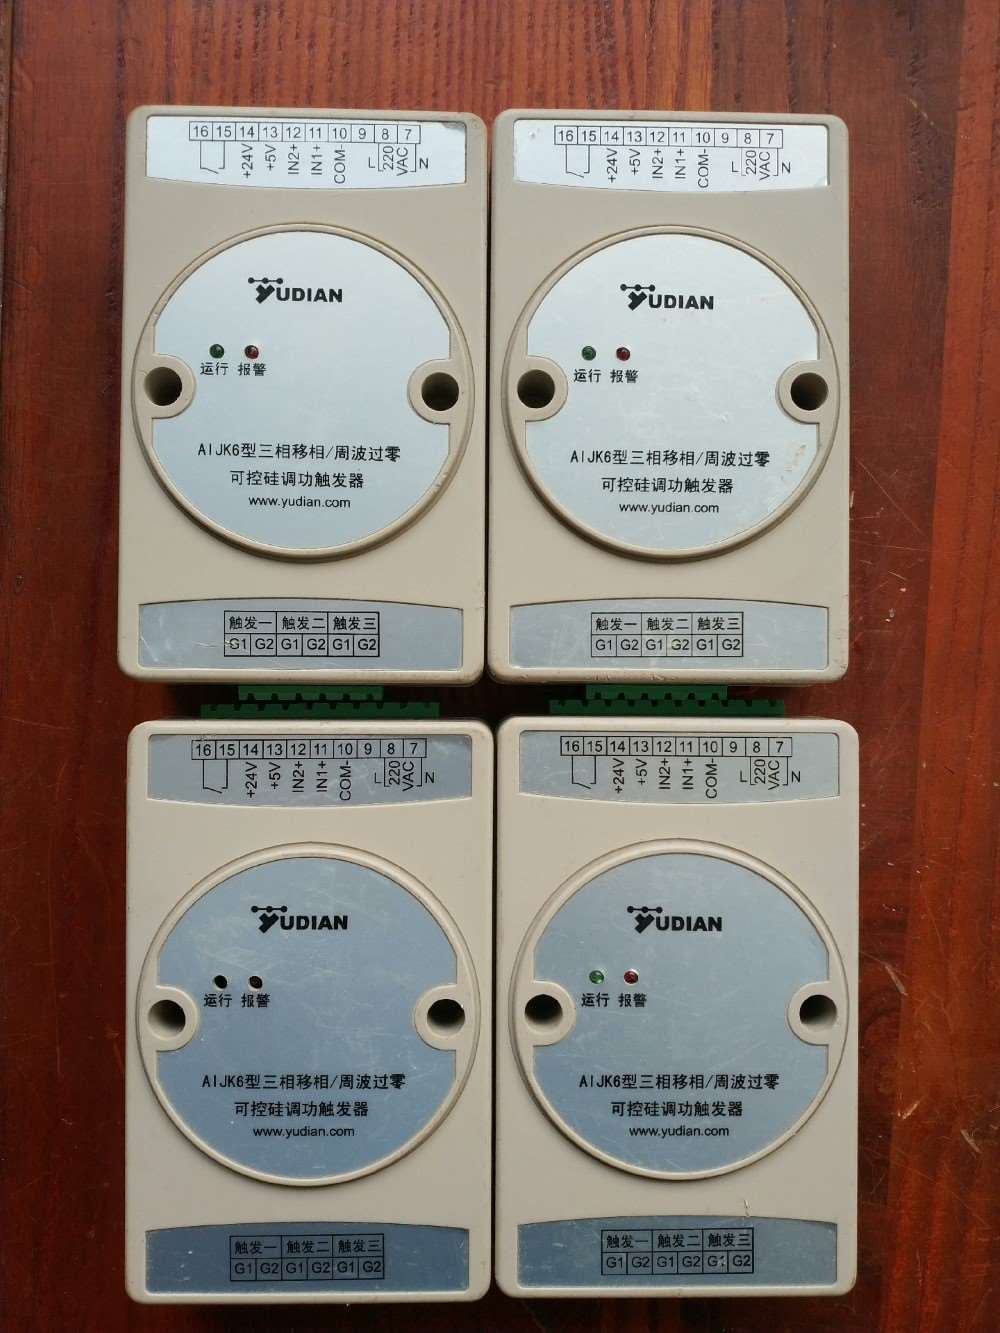 16 15 14 13 12 11 10 9 8 7
+24V +5V IN2+ IN1+ COM- L 220 VAC N
YUDIAN
运行 报警
AIJK6型三相移相/周波过零
可控硅调功触发器
www.yudian.com
触发一 触发二 触发三
G1 G2 G1 G2 G1 G2
16 15 14 13 12 11 10 9 8 7
+24V +5V IN2+ IN1+ COM- L 220 VAC N
YUDIAN
运行 报警
AIJK6型三相移相/周波过零
可控硅调功触发器
www.yudian.com
触发一 触发二 触发三
G1 G2 G1 G2 G1 G2
16 15 14 13 12 11 10 9 8 7
+24V +5V IN2+ IN1+ COM- L 220 VAC N
YUDIAN
运行 报警
AIJK6型三相移相/周波过零
可控硅调功触发器
www.yudian.com
触发一 触发二 触发三
G1 G2 G1 G2 G1 G2
16 15 14 13 12 11 10 9 8 7
+24V +5V IN2+ IN1+ COM- L 220 VAC N
YUDIAN
运行 报警
AIJK6型三相移相/周波过零
可控硅调功触发器
www.yudian.com
触发一 触发二 触发三
G1 G2 G1 G2 G1 G2